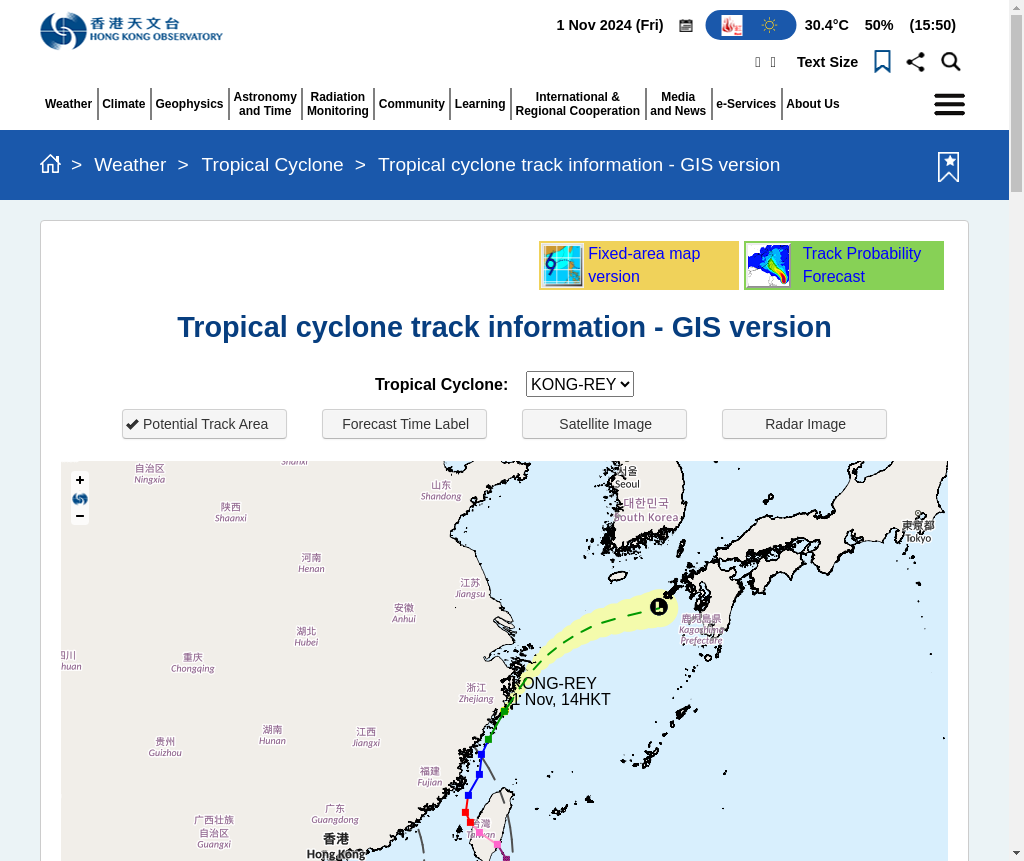 香港天文台
HONG KONG OBSERVATORY
1 Nov 2024 (Fri)
30.4°C 50% (15:50)
Text Size
Weather
Climate
Geophysics
Astronomy
and Time
Radiation
Monitoring
Communication
Learning
International &
Regional Cooperation
Media
and News
e-Services
About Us
> Weather > Tropical Cyclone > Tropical cyclone track information - GIS version
Fixed-area map
version
Track Probability
Forecast
Tropical cyclone track information - GIS version
Tropical Cyclone: KONG-REY
Potential Track Area
Forecast Time Label
Satellite Image
Radar Image
+
−
自治区
Ningxia
Shanxi
山东
Shandong
서울
Seoul
대한민국
South Korea
陕西
Shaanxi
東京都
Tokyo
河南
Henan
江苏
Jiangsu
安徽
Anhui
L
鹿児島県
Kagoshima
Prefecture
湖北
Hubei
四川
重庆
Chongqing
浙江
Zhejiang
KONG-REY
1 Nov, 14HKT
湖南
Hunan
江西
Jiangxi
贵州
Guizhou
福建
Fujian
广东
Guangdong
广西壮族
自治区
Guangxi
台灣
Taiwan
香港
Hong Kong